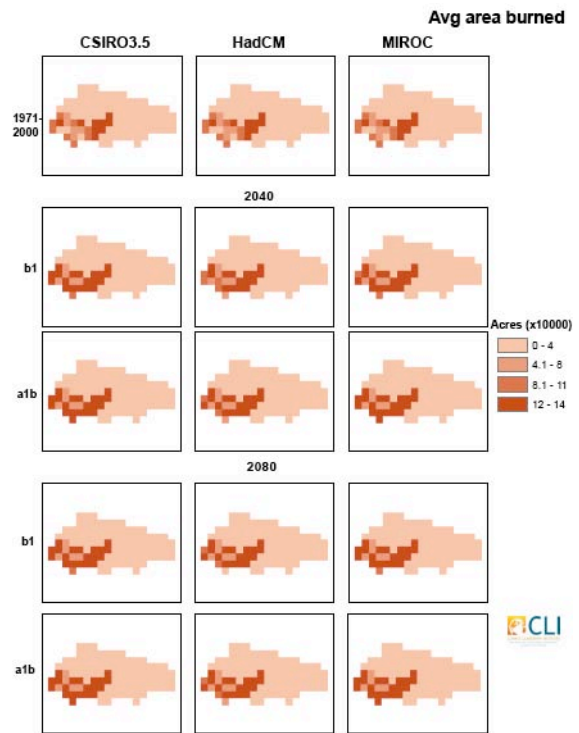 Avg area burned
CSIRO3.5 HadCM MIROC
1971-
2000
2040
b1
Acres (x10000)
0 - 4
4.1 - 8
8.1 - 11
12 - 14
a1b
2080
b1
CLI
a1b